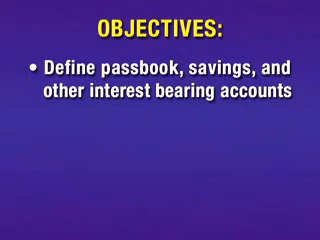 OBJECTIVES:
• Define passbook, savings, and
other interest bearing accounts